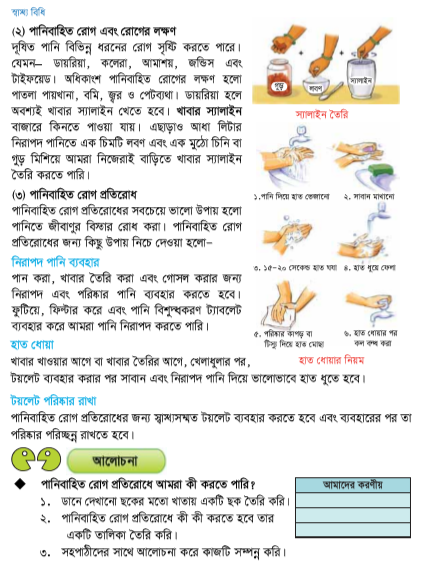 স্বাস্থ্য বিধি
(২) পানিবাহিত রোগ এবং রোগের লক্ষণ
দূষিত পানি বিভিন্ন ধরনের রোগ সৃষ্টি করতে পারে।
যেমন– ডায়রিয়া, কলেরা, আমাশয়, জন্ডিস এবং
টাইফয়েড। অধিকাংশ পানিবাহিত রোগের লক্ষণ হলো
পাতলা পায়খানা, বমি, জ্বর ও পেটব্যথা। ডায়রিয়া হলে
অবশ্যই খাবার স্যালাইন খেতে হবে। খাবার স্যালাইন
বাজারে কিনতে পাওয়া যায়। এছাড়াও আধা লিটার
নিরাপদ পানিতে এক চিমটি লবণ এবং এক মুঠো চিনি বা
গুড় মিশিয়ে আমরা নিজেরাই বাড়িতে খাবার স্যালাইন
তৈরি করতে পারি।
গুড়
লবণ
স্যালাইন
স্যালাইন তৈরি
(৩) পানিবাহিত রোগ প্রতিরোধ
পানিবাহিত রোগ প্রতিরোধের সবচেয়ে ভালো উপায় হলো
পানিতে জীবাণুর বিস্তার রোধ করা। পানিবাহিত রোগ
প্রতিরোধের জন্য কিছু উপায় নিচে দেওয়া হলো–
নিরাপদ পানি ব্যবহার
পান করা, খাবার তৈরি করা এবং গোসল করার জন্য
নিরাপদ এবং পরিষ্কার পানি ব্যবহার করতে হবে।
ফুটিয়ে, ফিল্টার করে এবং পানি বিশুদ্ধকরণ ট্যাবলেট
ব্যবহার করে আমরা পানি নিরাপদ করতে পারি।
১.পানি দিয়ে হাত ভেজানো
২. সাবান মাখানো
৩. ১৫-২০ সেকেন্ড হাত ঘষা
৪. হাত ধুয়ে ফেলা
৫. পরিষ্কার কাপড় বা
টিস্যু দিয়ে হাত মোছা
৬. হাত ধোয়ার পর
কল বন্ধ করা
হাত ধোয়ার নিয়ম
হাত ধোয়া
খাবার খাওয়ার আগে বা খাবার তৈরির আগে, খেলাধুলার পর,
টয়লেট ব্যবহার করার পর সাবান এবং নিরাপদ পানি দিয়ে ভালোভাবে হাত ধুতে হবে।
টয়লেট পরিষ্কার রাখা
পানিবাহিত রোগ প্রতিরোধের জন্য স্বাস্থ্যসম্মত টয়লেট ব্যবহার করতে হবে এবং ব্যবহারের পর তা
পরিষ্কার পরিচ্ছন্ন রাখতে হবে।
আলোচনা
◆ পানিবাহিত রোগ প্রতিরোধে আমরা কী করতে পারি?
১. ডানে দেখানো ছকের মতো খাতায় একটি ছক তৈরি করি।
২. পানিবাহিত রোগ প্রতিরোধে কী কী করতে হবে তার
একটি তালিকা তৈরি করি।
৩. সহপাঠীদের সাথে আলোচনা করে কাজটি সম্পন্ন করি।
আমাদের করণীয়